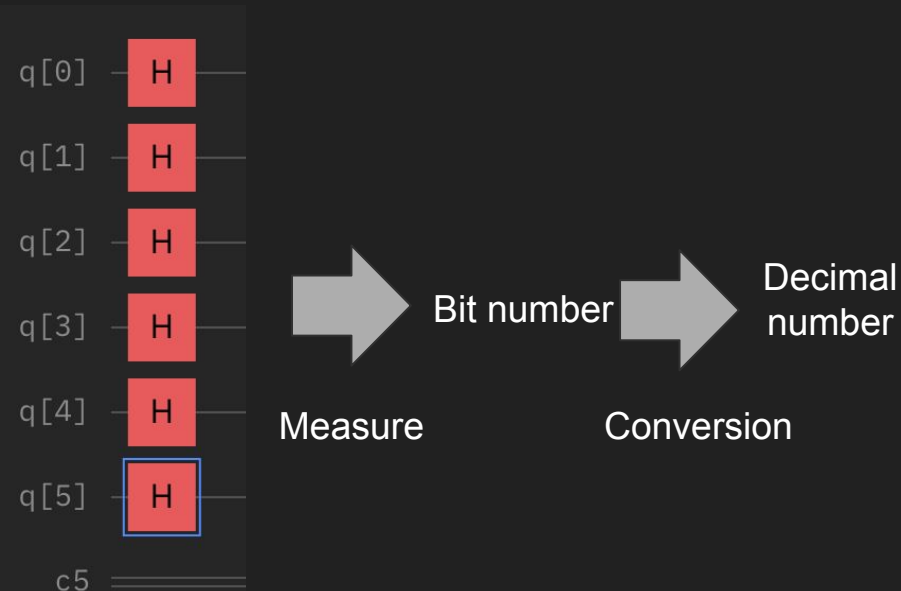 q[0] H
q[1] H
q[2] H
q[3] H
q[4] H
q[5] H
c5
Measure
Bit number
Conversion
Decimal
number